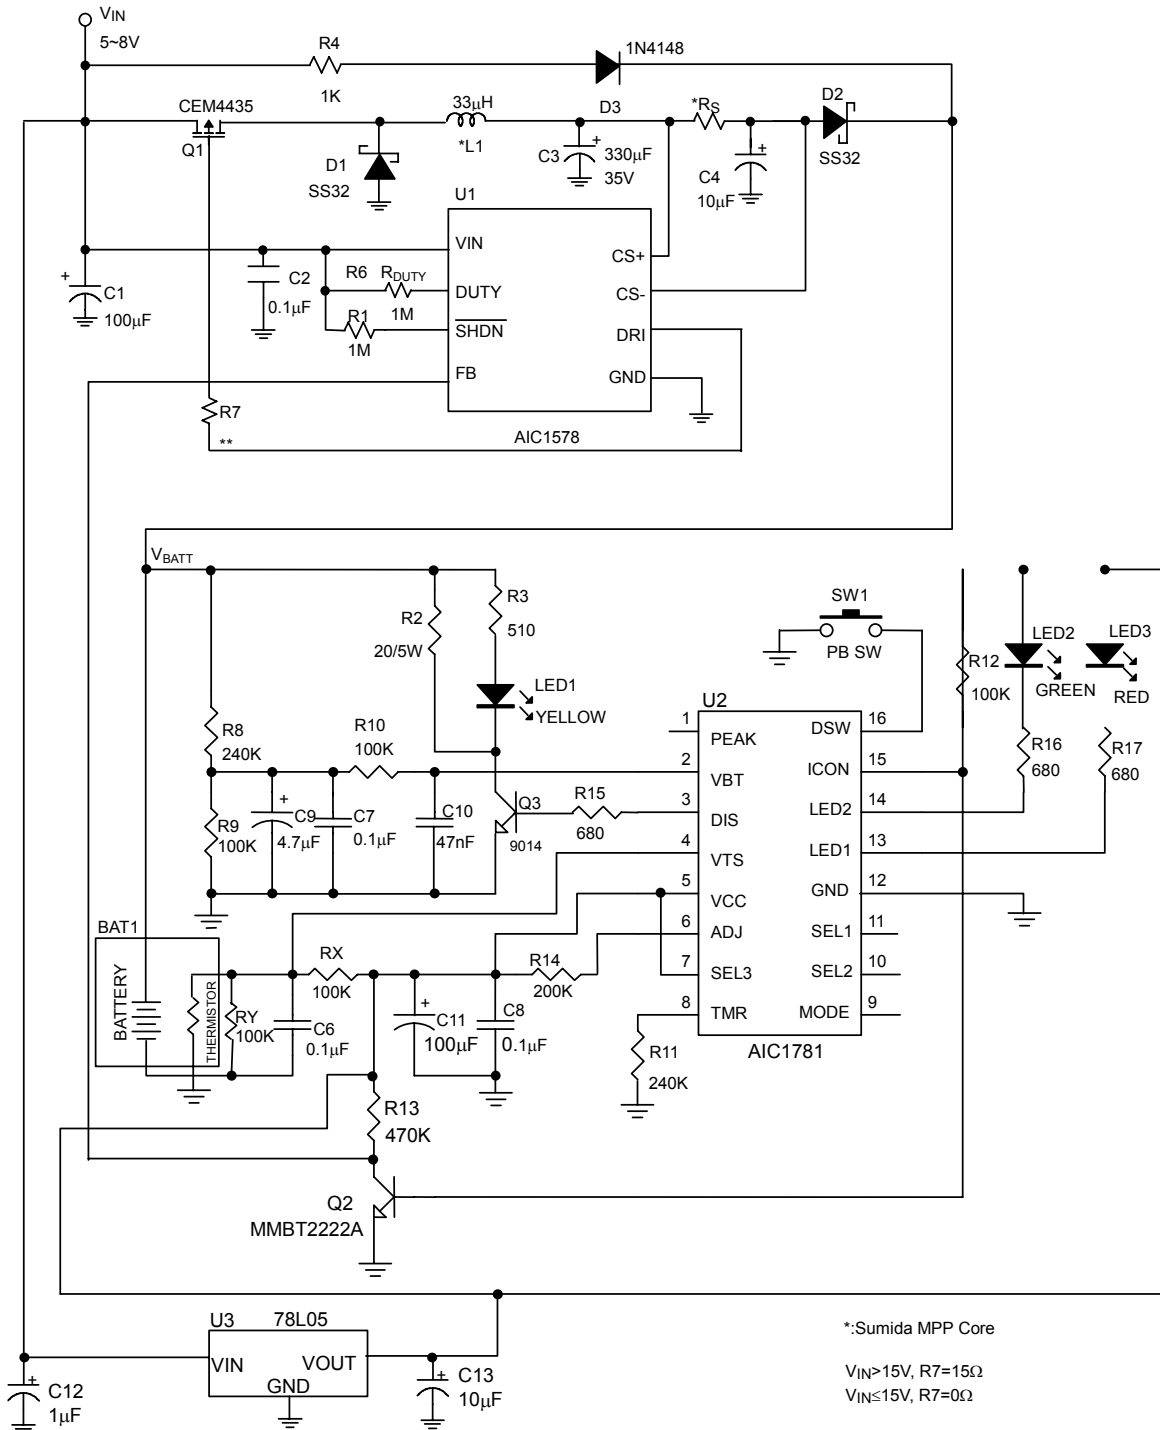 VIN
5~8V
R4
1K
1N4148
CEM4435
Q1
33µH
*L1
D3
*RS
D2
SS32
D1
SS32
C3
330µF
35V
C4
10µF
U1
VIN
DUTY
SHDN
FB
CS+
CS-
DRI
GND
AIC1578
C1
100µF
C2
0.1µF
R6
RDUTY
1M
R1
1M
R7
**
VBATT
R3
510
R2
20/5W
LED1
YELLOW
R8
240K
R10
100K
R9
100K
C9
4.7µF
C7
0.1µF
C10
47nF
Q3
9014
R15
680
SW1
PB SW
R12
100K
LED2
GREEN
LED3
RED
R16
680
R17
680
U2
1
PEAK
2
VBT
3
DIS
4
VTS
5
VCC
6
ADJ
7
SEL3
8
TMR
16
DSW
15
ICON
14
LED2
13
LED1
12
GND
11
SEL1
10
SEL2
9
MODE
AIC1781
BAT1
BATTERY
THERMISTOR
RY
100K
RX
100K
C6
0.1µF
C11
100µF
C8
0.1µF
R14
200K
R11
240K
R13
470K
Q2
MMBT2222A
U3
78L05
VIN
VOUT
GND
C12
1µF
C13
10µF
*:Sumida MPP Core
VIN>15V, R7=15Ω
VIN≤15V, R7=0Ω